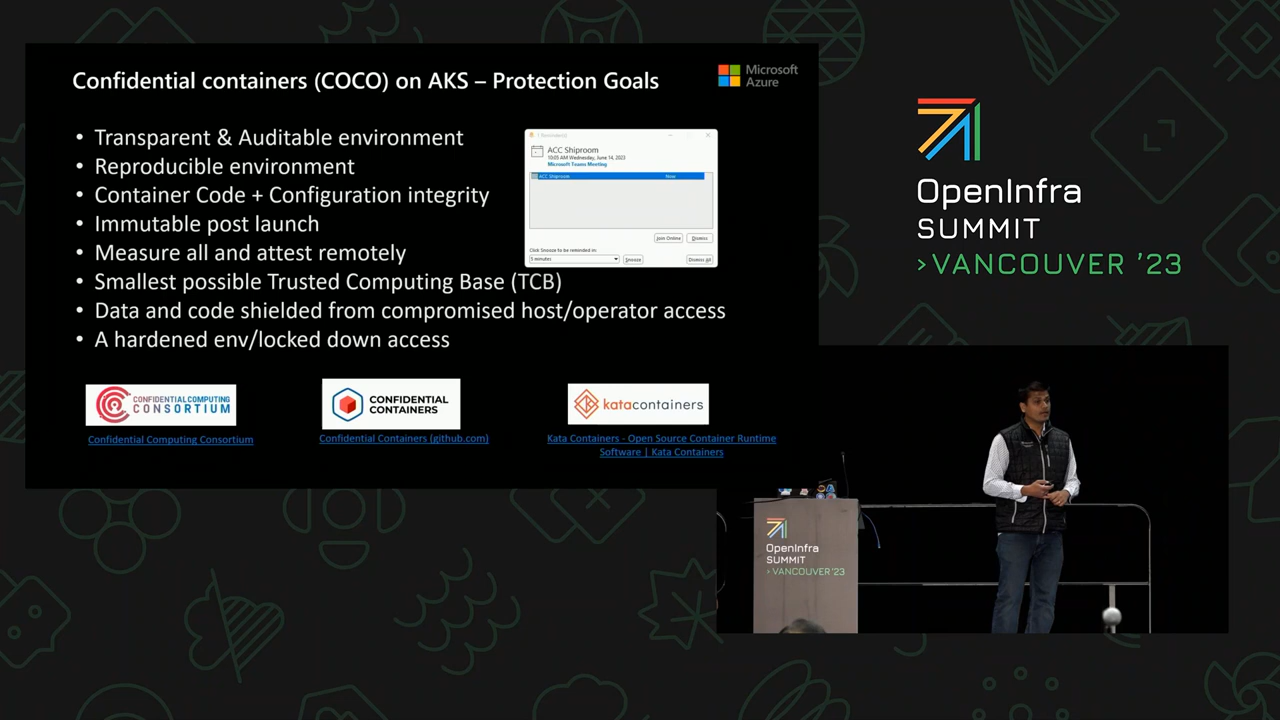 Confidential containers (COCO) on AKS – Protection Goals
Microsoft
Azure
• Transparent & Auditable environment
• Reproducible environment
• Container Code + Configuration integrity
• Immutable post launch
• Measure all and attest remotely
• Smallest possible Trusted Computing Base (TCB)
• Data and code shielded from compromised host/operator access
• A hardened env/locked down access
ACC Shiproom
10:05 AM Wednesday, June 14, 2023
Microsoft Teams Meeting
ACC Shiproom Now
Join Online Dismiss
Click Snooze to be reminded in:
5 minutes Snooze Dismiss All
CONFIDENTIAL COMPUTING
CONSORTIUM
Confidential Computing Consortium
CONFIDENTIAL
CONTAINERS
Confidential Containers (github.com)
katacontainers
Kata Containers - Open Source Container Runtime
Software | Kata Containers
OpenInfra
SUMMIT
>VANCOUVER '23
OpenInfra
SUMMIT
> VANCOUVER '23